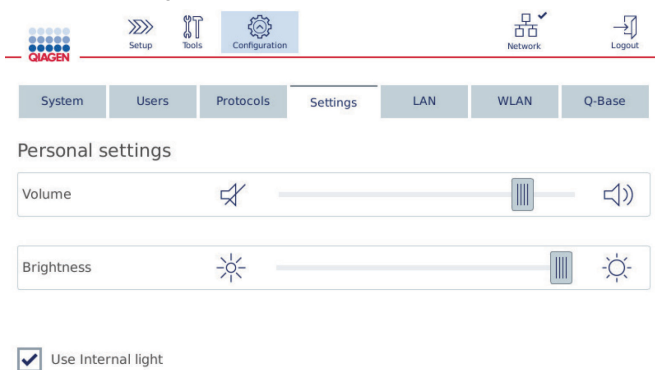 QIAGEN
Setup
Tools
Configuration
Network
Logout
System Users Protocols Settings LAN WLAN Q-Base
Personal settings
Volume
Brightness
Use Internal light